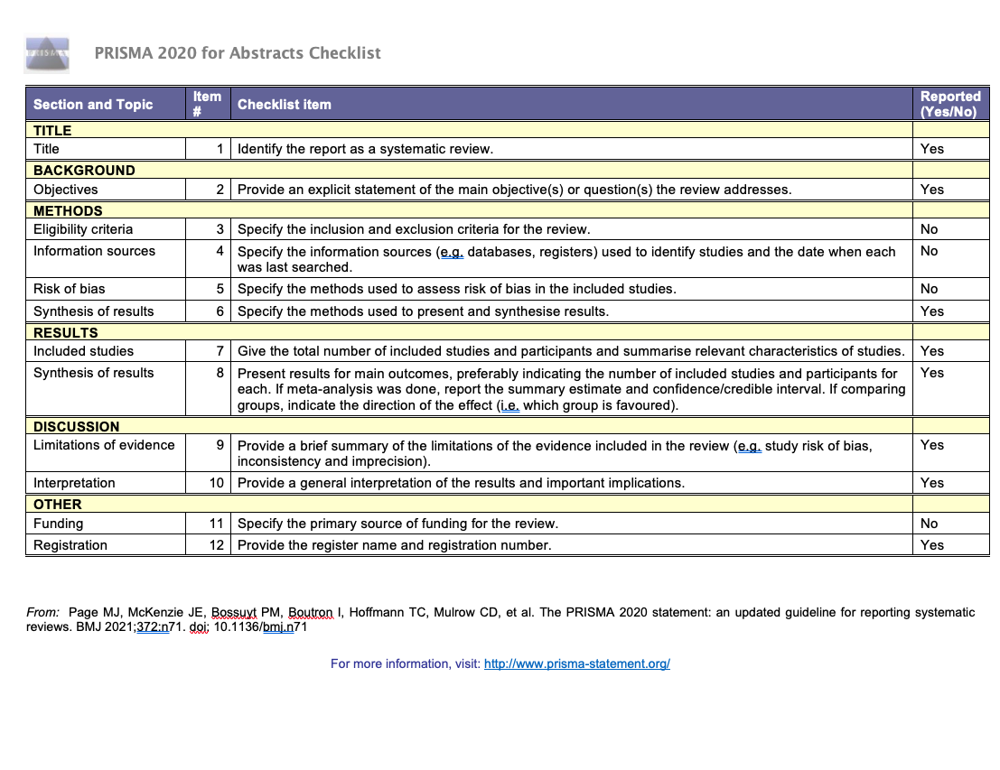 PRISMA
PRISMA 2020 for Abstracts Checklist
Section and Topic Item # Checklist item Reported (Yes/No)
TITLE
Title 1 Identify the report as a systematic review. Yes
BACKGROUND
Objectives 2 Provide an explicit statement of the main objective(s) or question(s) the review addresses. Yes
METHODS
Eligibility criteria 3 Specify the inclusion and exclusion criteria for the review. No
Information sources 4 Specify the information sources (e.g. databases, registers) used to identify studies and the date when each No
was last searched.
Risk of bias 5 Specify the methods used to assess risk of bias in the included studies. No
Synthesis of results 6 Specify the methods used to present and synthesise results. Yes
RESULTS
Included studies 7 Give the total number of included studies and participants and summarise relevant characteristics of studies. Yes
Synthesis of results 8 Present results for main outcomes, preferably indicating the number of included studies and participants for Yes
each. If meta-analysis was done, report the summary estimate and confidence/credible interval. If comparing
groups, indicate the direction of the effect (i.e. which group is favoured).
DISCUSSION
Limitations of evidence 9 Provide a brief summary of the limitations of the evidence included in the review (e.g. study risk of bias, Yes
inconsistency and imprecision).
Interpretation 10 Provide a general interpretation of the results and important implications. Yes
OTHER
Funding 11 Specify the primary source of funding for the review. No
Registration 12 Provide the register name and registration number. Yes
From: Page MJ, McKenzie JE, Bossuyt PM, Boutron I, Hoffmann TC, Mulrow CD, et al. The PRISMA 2020 statement: an updated guideline for reporting systematic
reviews. BMJ 2021;372:n71. doi: 10.1136/bmj.n71
For more information, visit: http://www.prisma-statement.org/